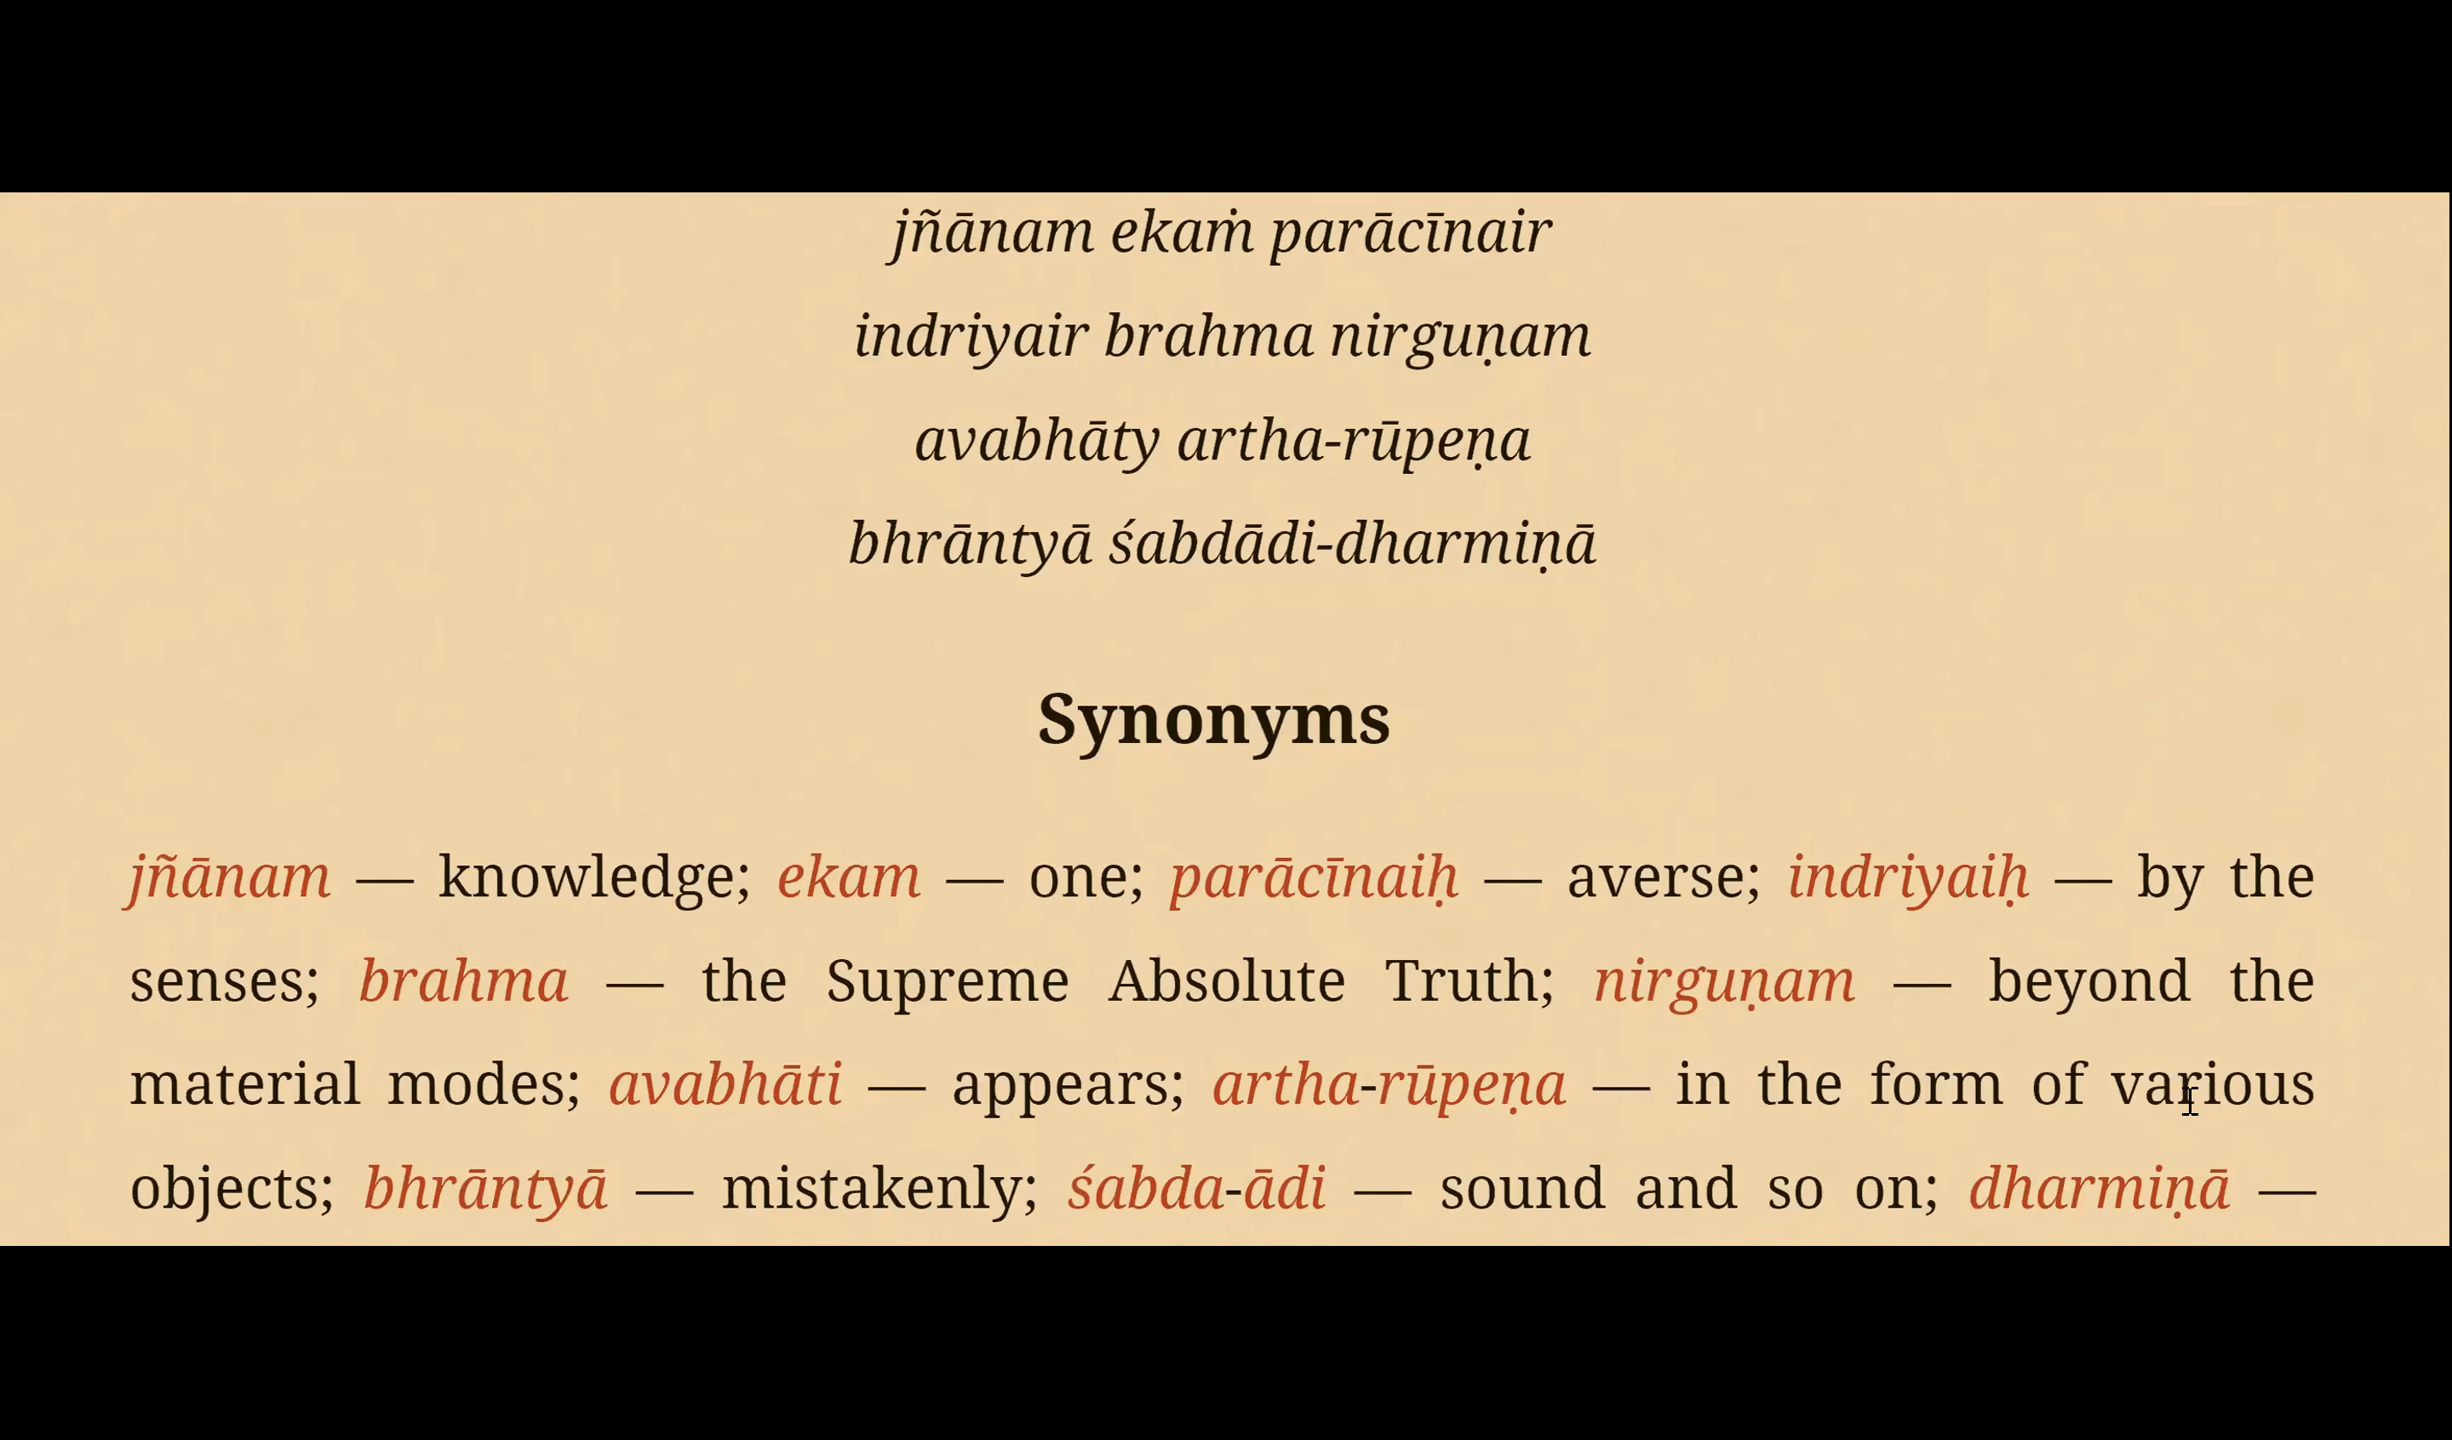 jñānam ekaṁ parācīnair
indriyair brahma nirguṇam
avabhāty artha-rūpeṇa
bhrāntyā śabdādi-dharmiṇā
Synonyms
jñānam — knowledge; ekam — one; parācīnaiḥ — averse; indriyaiḥ — by the
senses; brahma — the Supreme Absolute Truth; nirguṇam — beyond the
material modes; avabhāti — appears; artha-rūpeṇa — in the form of various
objects; bhrāntyā — mistakenly; śabda-ādi — sound and so on; dharmiṇā —